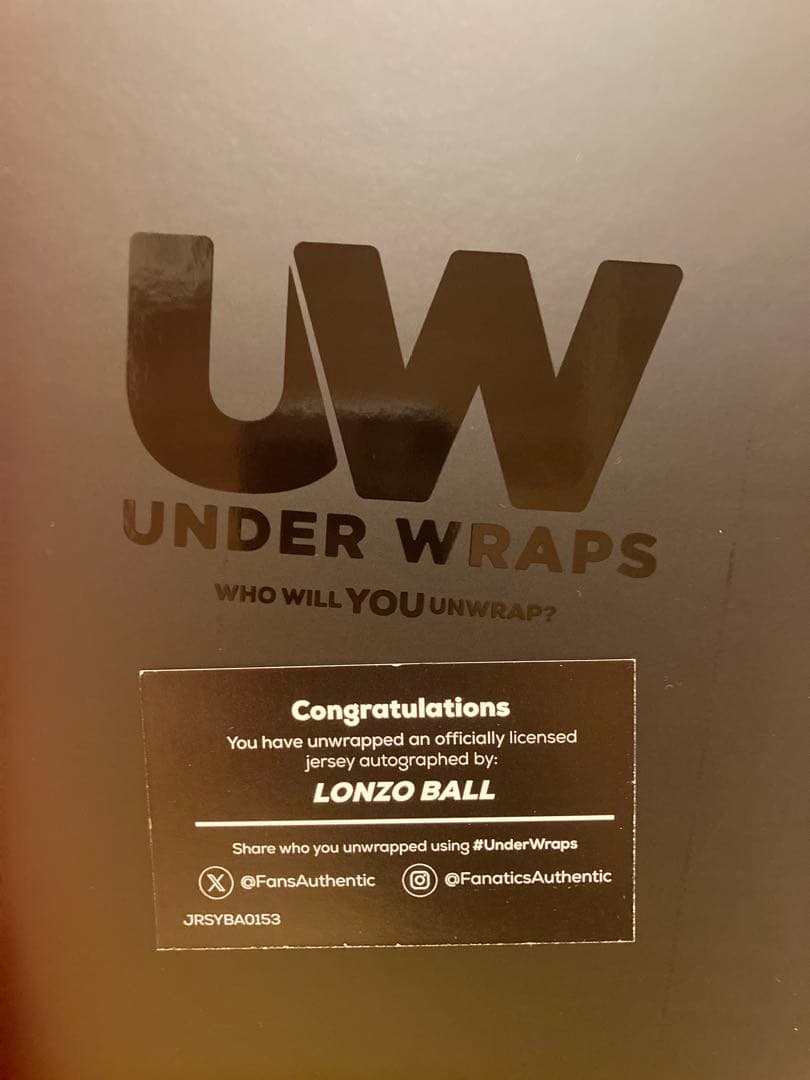 UW
UNDER WRAPS
WHO WILL YOU UNWRAP?
Congratulations
You have unwrapped an officially licensed
jersey autographed by:
LONZO BALL
Share who you unwrapped using #UnderWraps
X @FansAuthentic @FanaticsAuthentic
JRSYBA0153